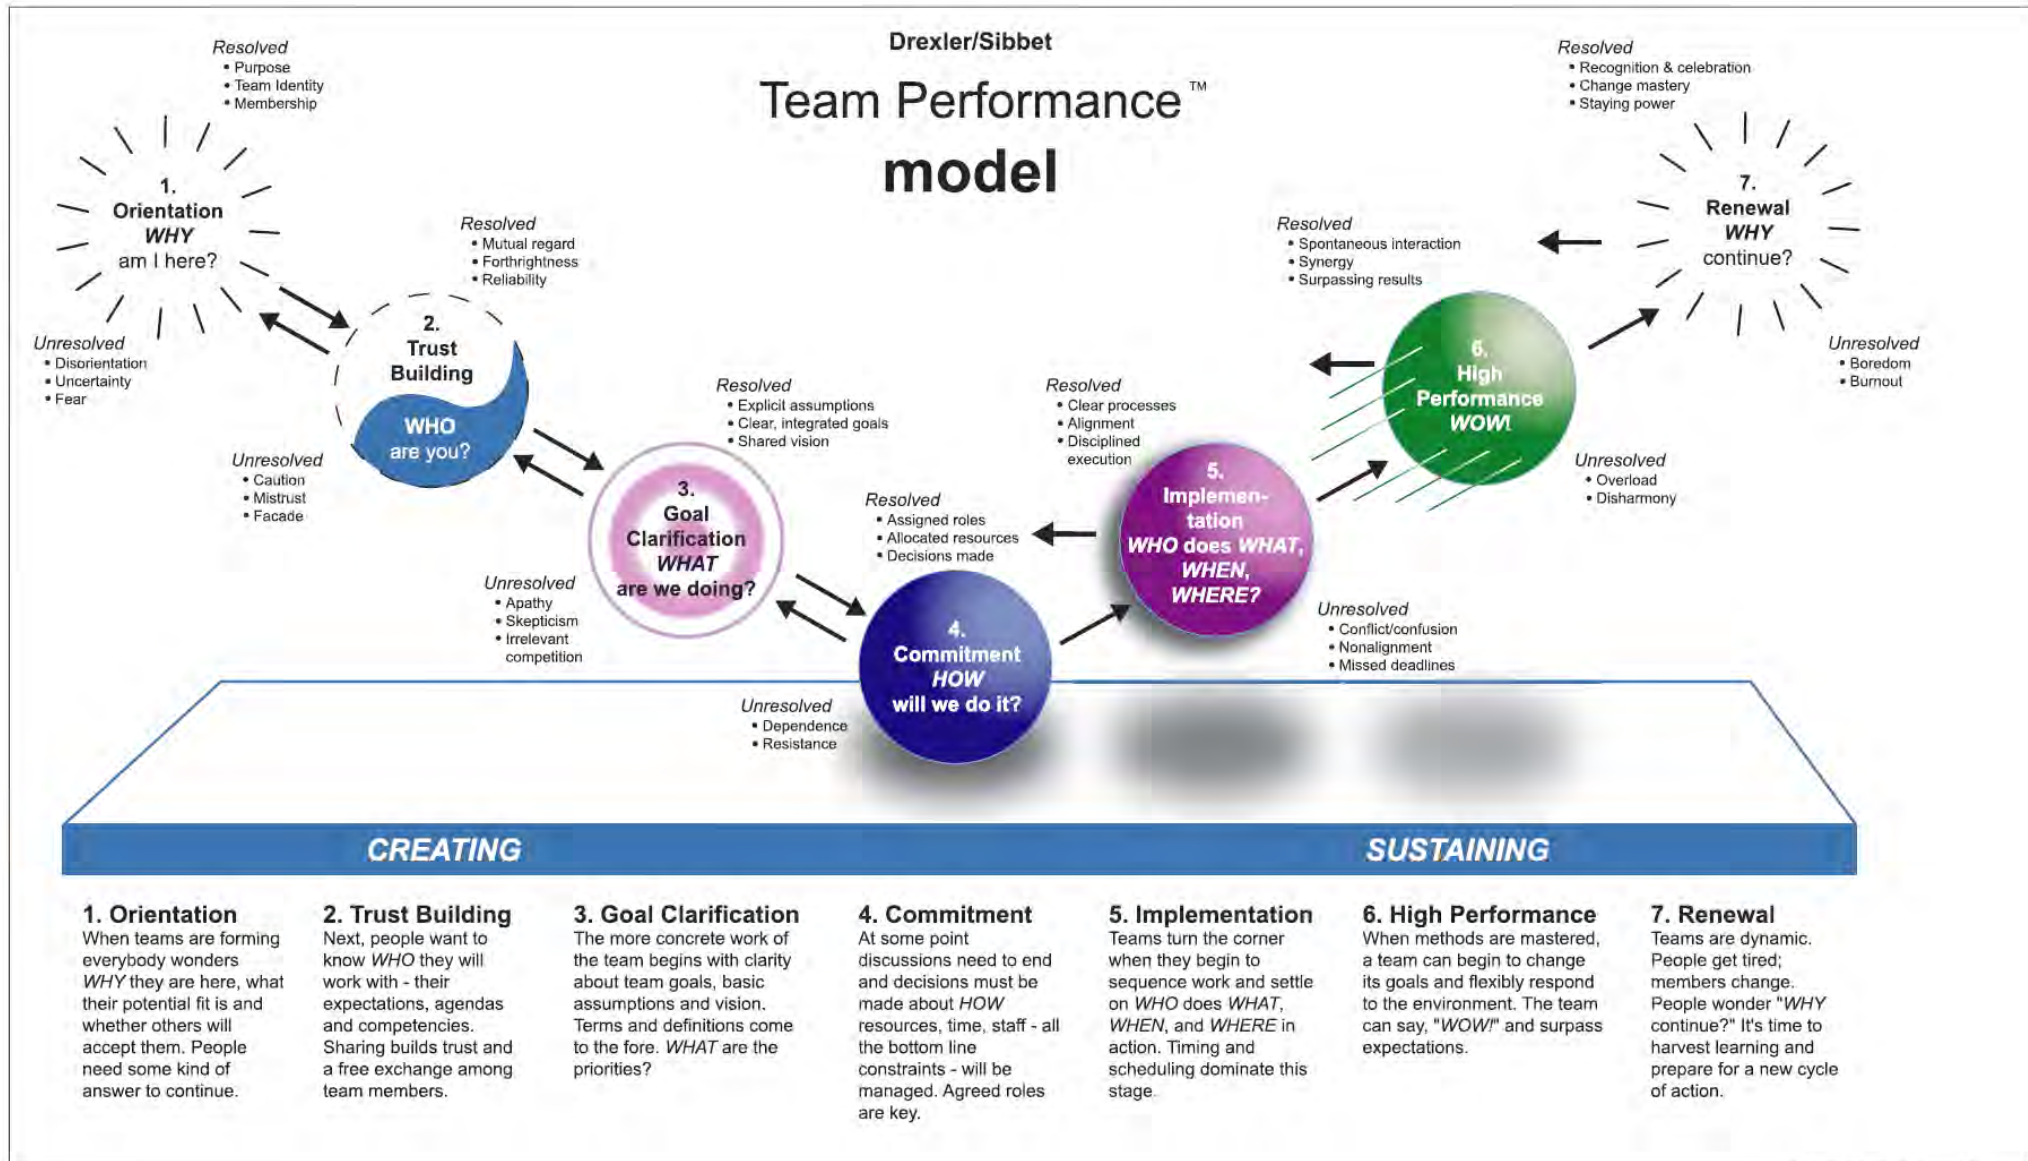 Drexler/Sibbet
Team Performance™
model
Resolved
• Purpose
• Team Identity
• Membership
1.
Orientation
WHY
am I here?
Unresolved
• Disorientation
• Uncertainty
• Fear
Resolved
• Mutual regard
• Forthrightness
• Reliability
2.
Trust
Building
WHO
are you?
Unresolved
• Caution
• Mistrust
• Facade
Resolved
• Explicit assumptions
• Clear, integrated goals
• Shared vision
3.
Goal
Clarification
WHAT
are we doing?
Unresolved
• Apathy
• Skepticism
• Irrelevant
competition
Resolved
• Assigned roles
• Allocated resources
• Decisions made
4.
Commitment
HOW
will we do it?
Unresolved
• Dependence
• Resistance
Resolved
• Clear processes
• Alignment
• Disciplined
execution
5.
Implemen-
tation
WHO does WHAT,
WHEN,
WHERE?
Unresolved
• Conflict/confusion
• Nonalignment
• Missed deadlines
Resolved
• Spontaneous interaction
• Synergy
• Surpassing results
6.
High
Performance
WOW!
Unresolved
• Overload
• Disharmony
Resolved
• Recognition & celebration
• Change mastery
• Staying power
7.
Renewal
WHY
continue?
Unresolved
• Boredom
• Burnout
CREATING
SUSTAINING
1. Orientation
When teams are forming
everybody wonders
WHY they are here, what
their potential fit is and
whether others will
accept them. People
need some kind of
answer to continue.
2. Trust Building
Next, people want to
know WHO they will
work with - their
expectations, agendas
and competencies.
Sharing builds trust and
a free exchange among
team members.
3. Goal Clarification
The more concrete work of
the team begins with clarity
about team goals, basic
assumptions and vision.
Terms and definitions come
to the fore. WHAT are the
priorities?
4. Commitment
At some point
discussions need to end
and decisions must be
made about HOW
resources, time, staff - all
the bottom line
constraints - will be
managed. Agreed roles
are key.
5. Implementation
Teams turn the corner
when they begin to
sequence work and settle
on WHO does WHAT,
WHEN, and WHERE in
action. Timing and
scheduling dominate this
stage.
6. High Performance
When methods are mastered,
a team can begin to change
its goals and flexibly respond
to the environment. The team
can say, "WOW!" and surpass
expectations.
7. Renewal
Teams are dynamic.
People get tired;
members change.
People wonder "WHY
continue?" It's time to
harvest learning and
prepare for a new cycle
of action.